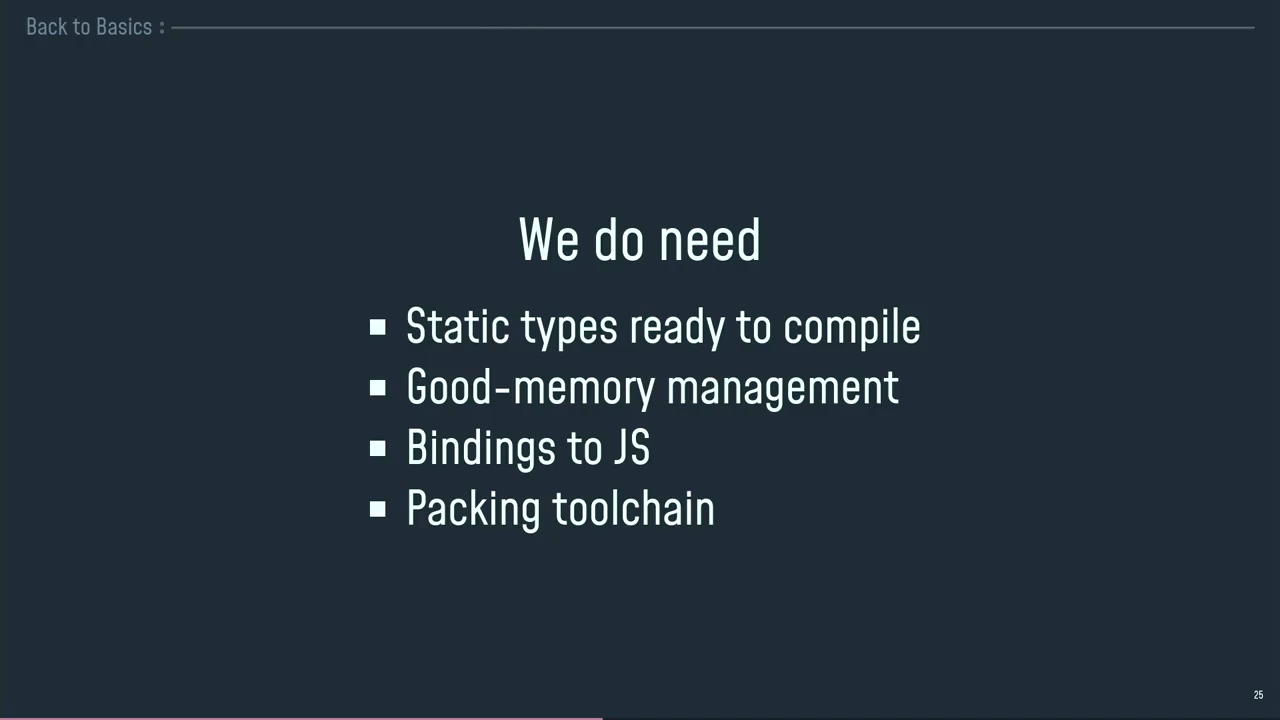 Back to Basics :
We do need
▪ Static types ready to compile
▪ Good-memory management
▪ Bindings to JS
▪ Packing toolchain
25